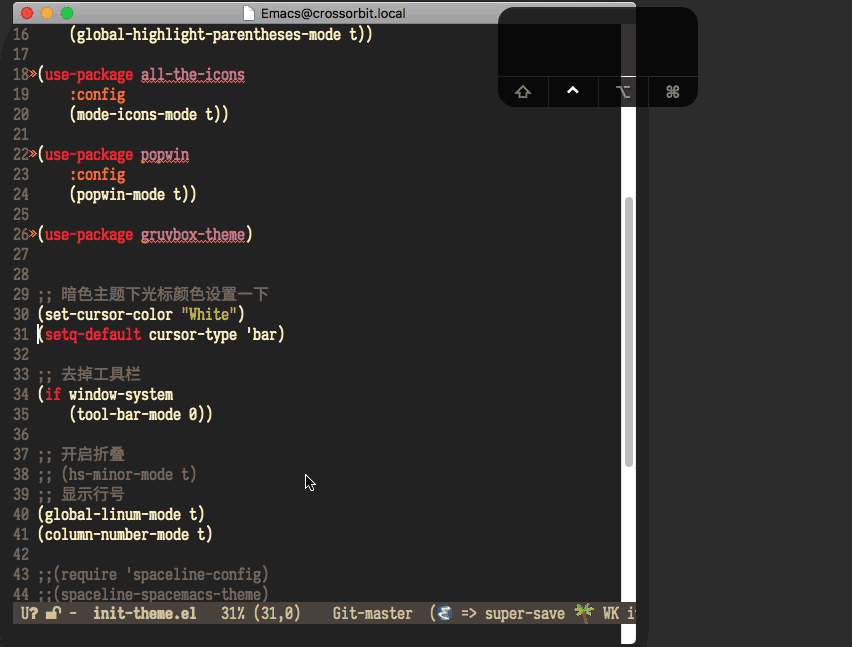 Emacs@crossorbit.local
16 (global-highlight-parentheses-mode t))
17
18 »(use-package all-the-icons
19 :config
20 (mode-icons-mode t))
21
22 »(use-package popwin
23 :config
24 (popwin-mode t))
25
26 »(use-package gruvbox-theme)
27
28
29 ;; 暗色主题下光标颜色设置一下
30 (set-cursor-color "White")
31 (setq-default cursor-type 'bar)
32
33 ;; 去掉工具栏
34 (if window-system
35 (tool-bar-mode 0))
36
37 ;; 开启折叠
38 ;; (hs-minor-mode t)
39 ;; 显示行号
40 (global-linum-mode t)
41 (column-number-mode t)
42
43 ;;(require 'spaceline-config)
44 ;;(spaceline-spacemacs-theme)
U? - init-theme.el 31% (31,0) Git-master ( => super-save 🌴 WK
⇧ ⌃ ⌥ ⌘